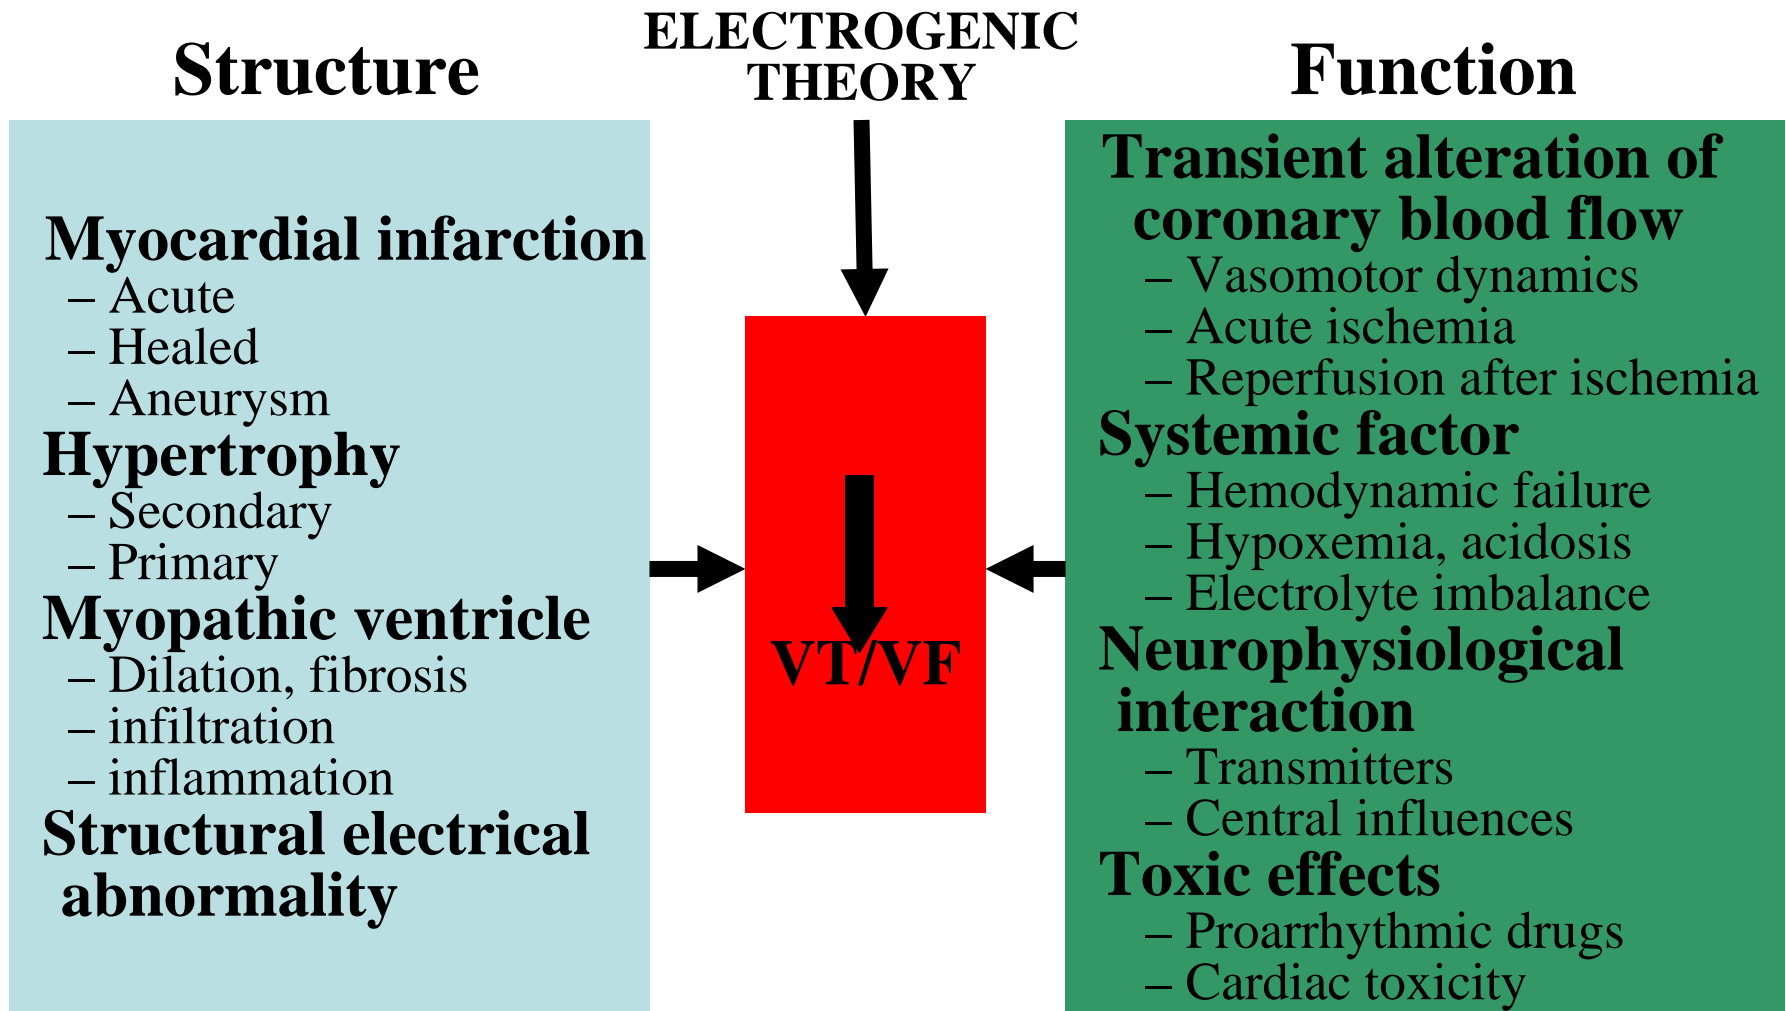 Structure
ELECTROGENIC
THEORY
Function
Myocardial infarction
– Acute
– Healed
– Aneurysm
Hypertrophy
– Secondary
– Primary
Myopathic ventricle
– Dilation, fibrosis
– infiltration
– inflammation
Structural electrical
abnormality
VT/VF
Transient alteration of
coronary blood flow
– Vasomotor dynamics
– Acute ischemia
– Reperfusion after ischemia
Systemic factor
– Hemodynamic failure
– Hypoxemia, acidosis
– Electrolyte imbalance
Neurophysiological
interaction
– Transmitters
– Central influences
Toxic effects
– Proarrhythmic drugs
– Cardiac toxicity